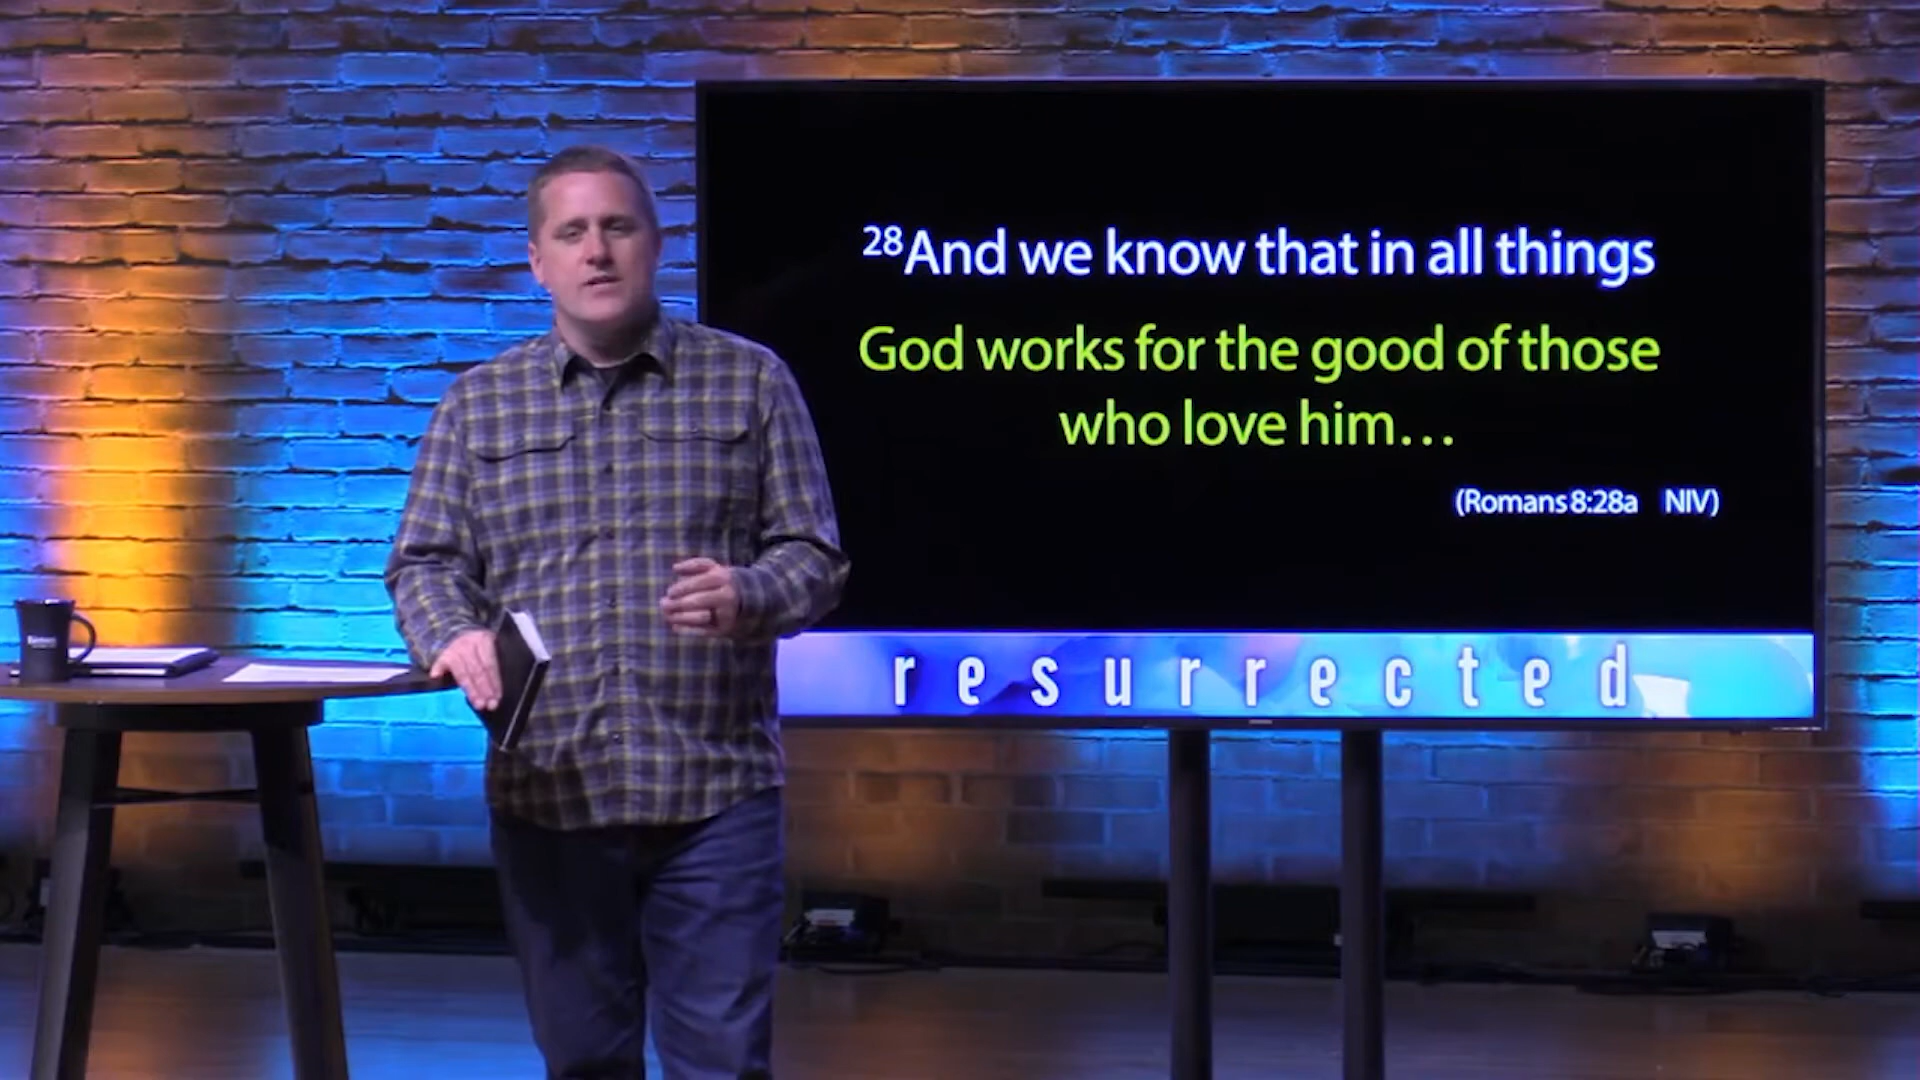 ²⁸And we know that in all things
God works for the good of those
who love him...
(Romans 8:28a NIV)
resurrected